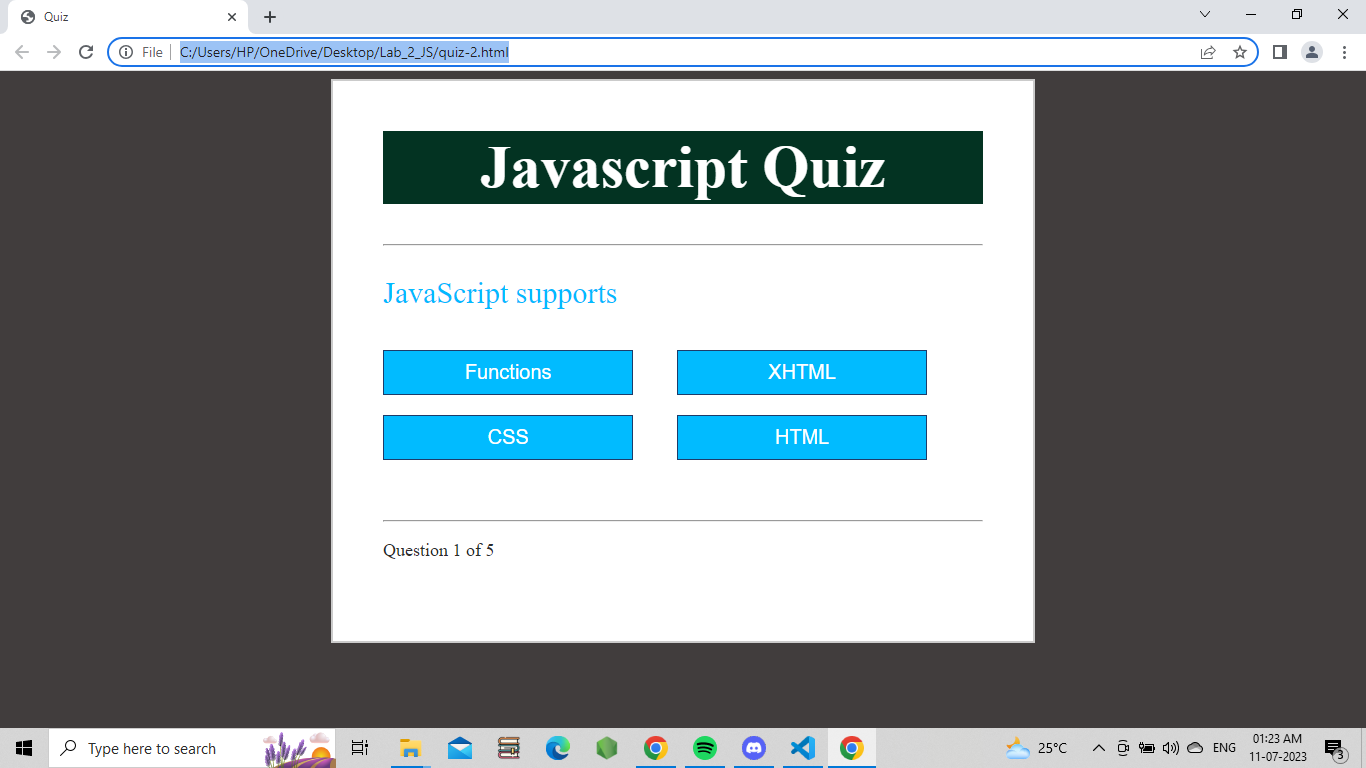 Quiz
File
C:/Users/HP/OneDrive/Desktop/Lab_2_JS/quiz-2.html
Javascript Quiz
JavaScript supports
Functions
XHTML
CSS
HTML
Question 1 of 5
Type here to search
25°C
ENG
01:23 AM
11-07-2023
3